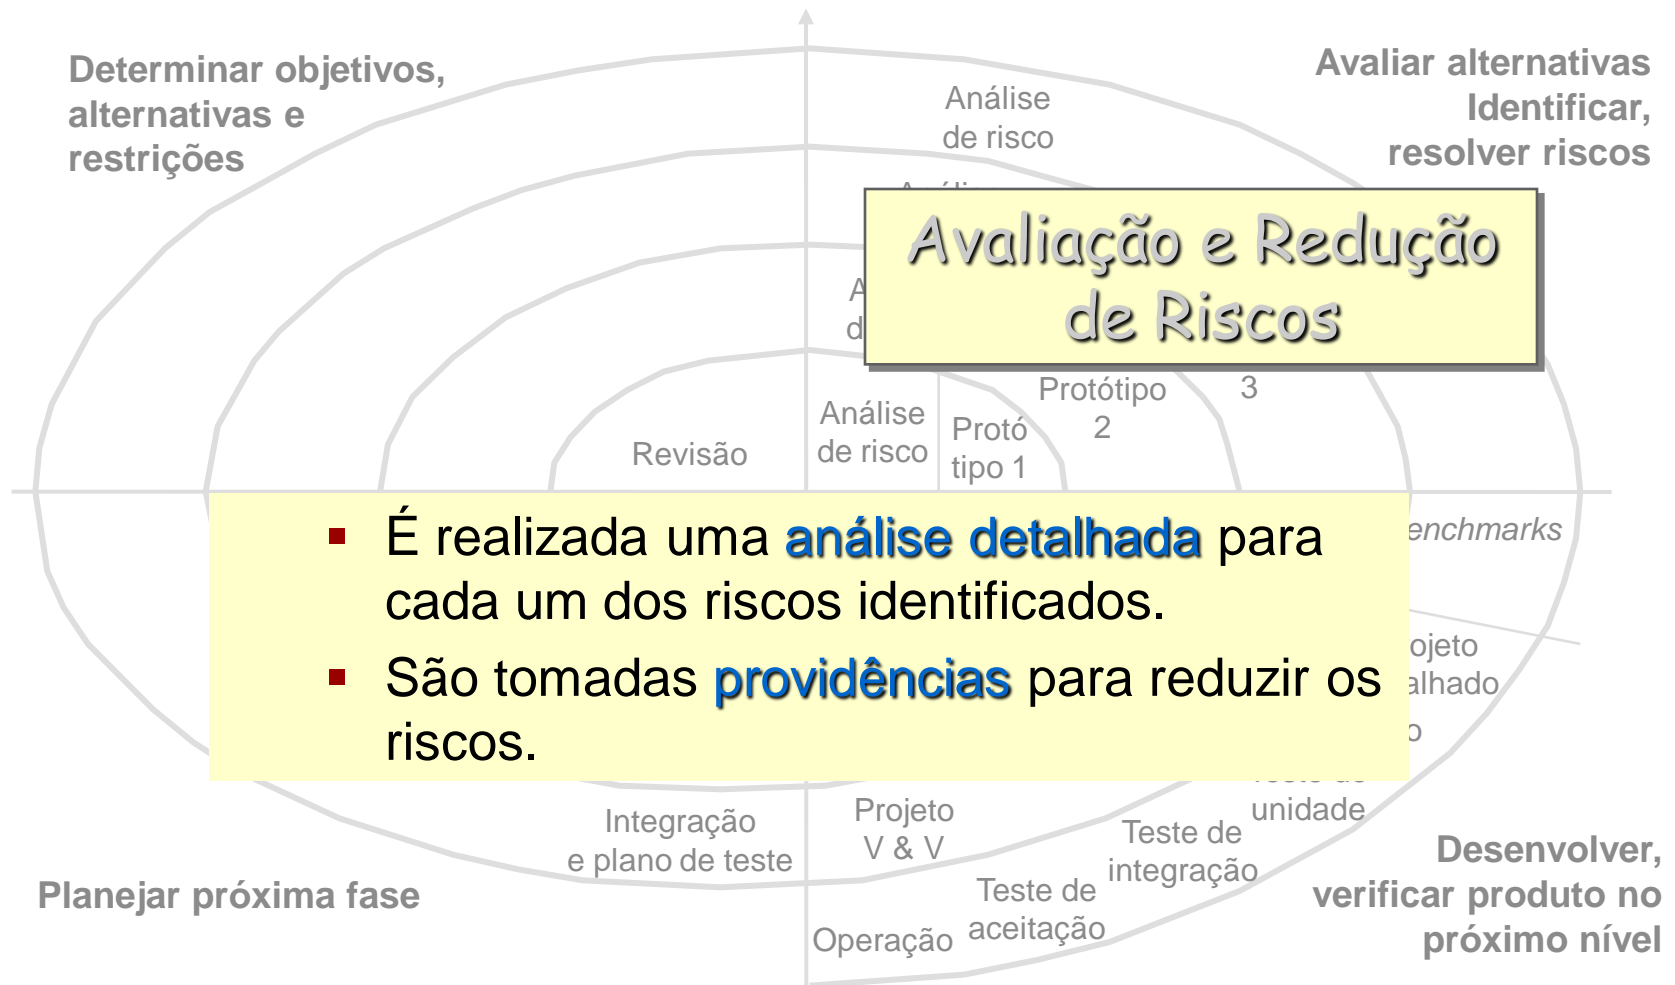 Determinar objetivos,
alternativas e
restrições
Avaliar alternativas
Identificar,
resolver riscos
Análise
de risco
Avaliação e Redução
de Riscos
Protótipo
2
3
Análise
de risco
Protó
tipo 1
Revisão
É realizada uma análise detalhada para
cada um dos riscos identificados.
São tomadas providências para reduzir os
riscos.
enchmarks
ojeto
alhado
unidade
Integração
e plano de teste
Projeto
V & V
Teste de
integração
Teste de
aceitação
Operação
Planejar próxima fase
Desenvolver,
verificar produto no
próximo nível